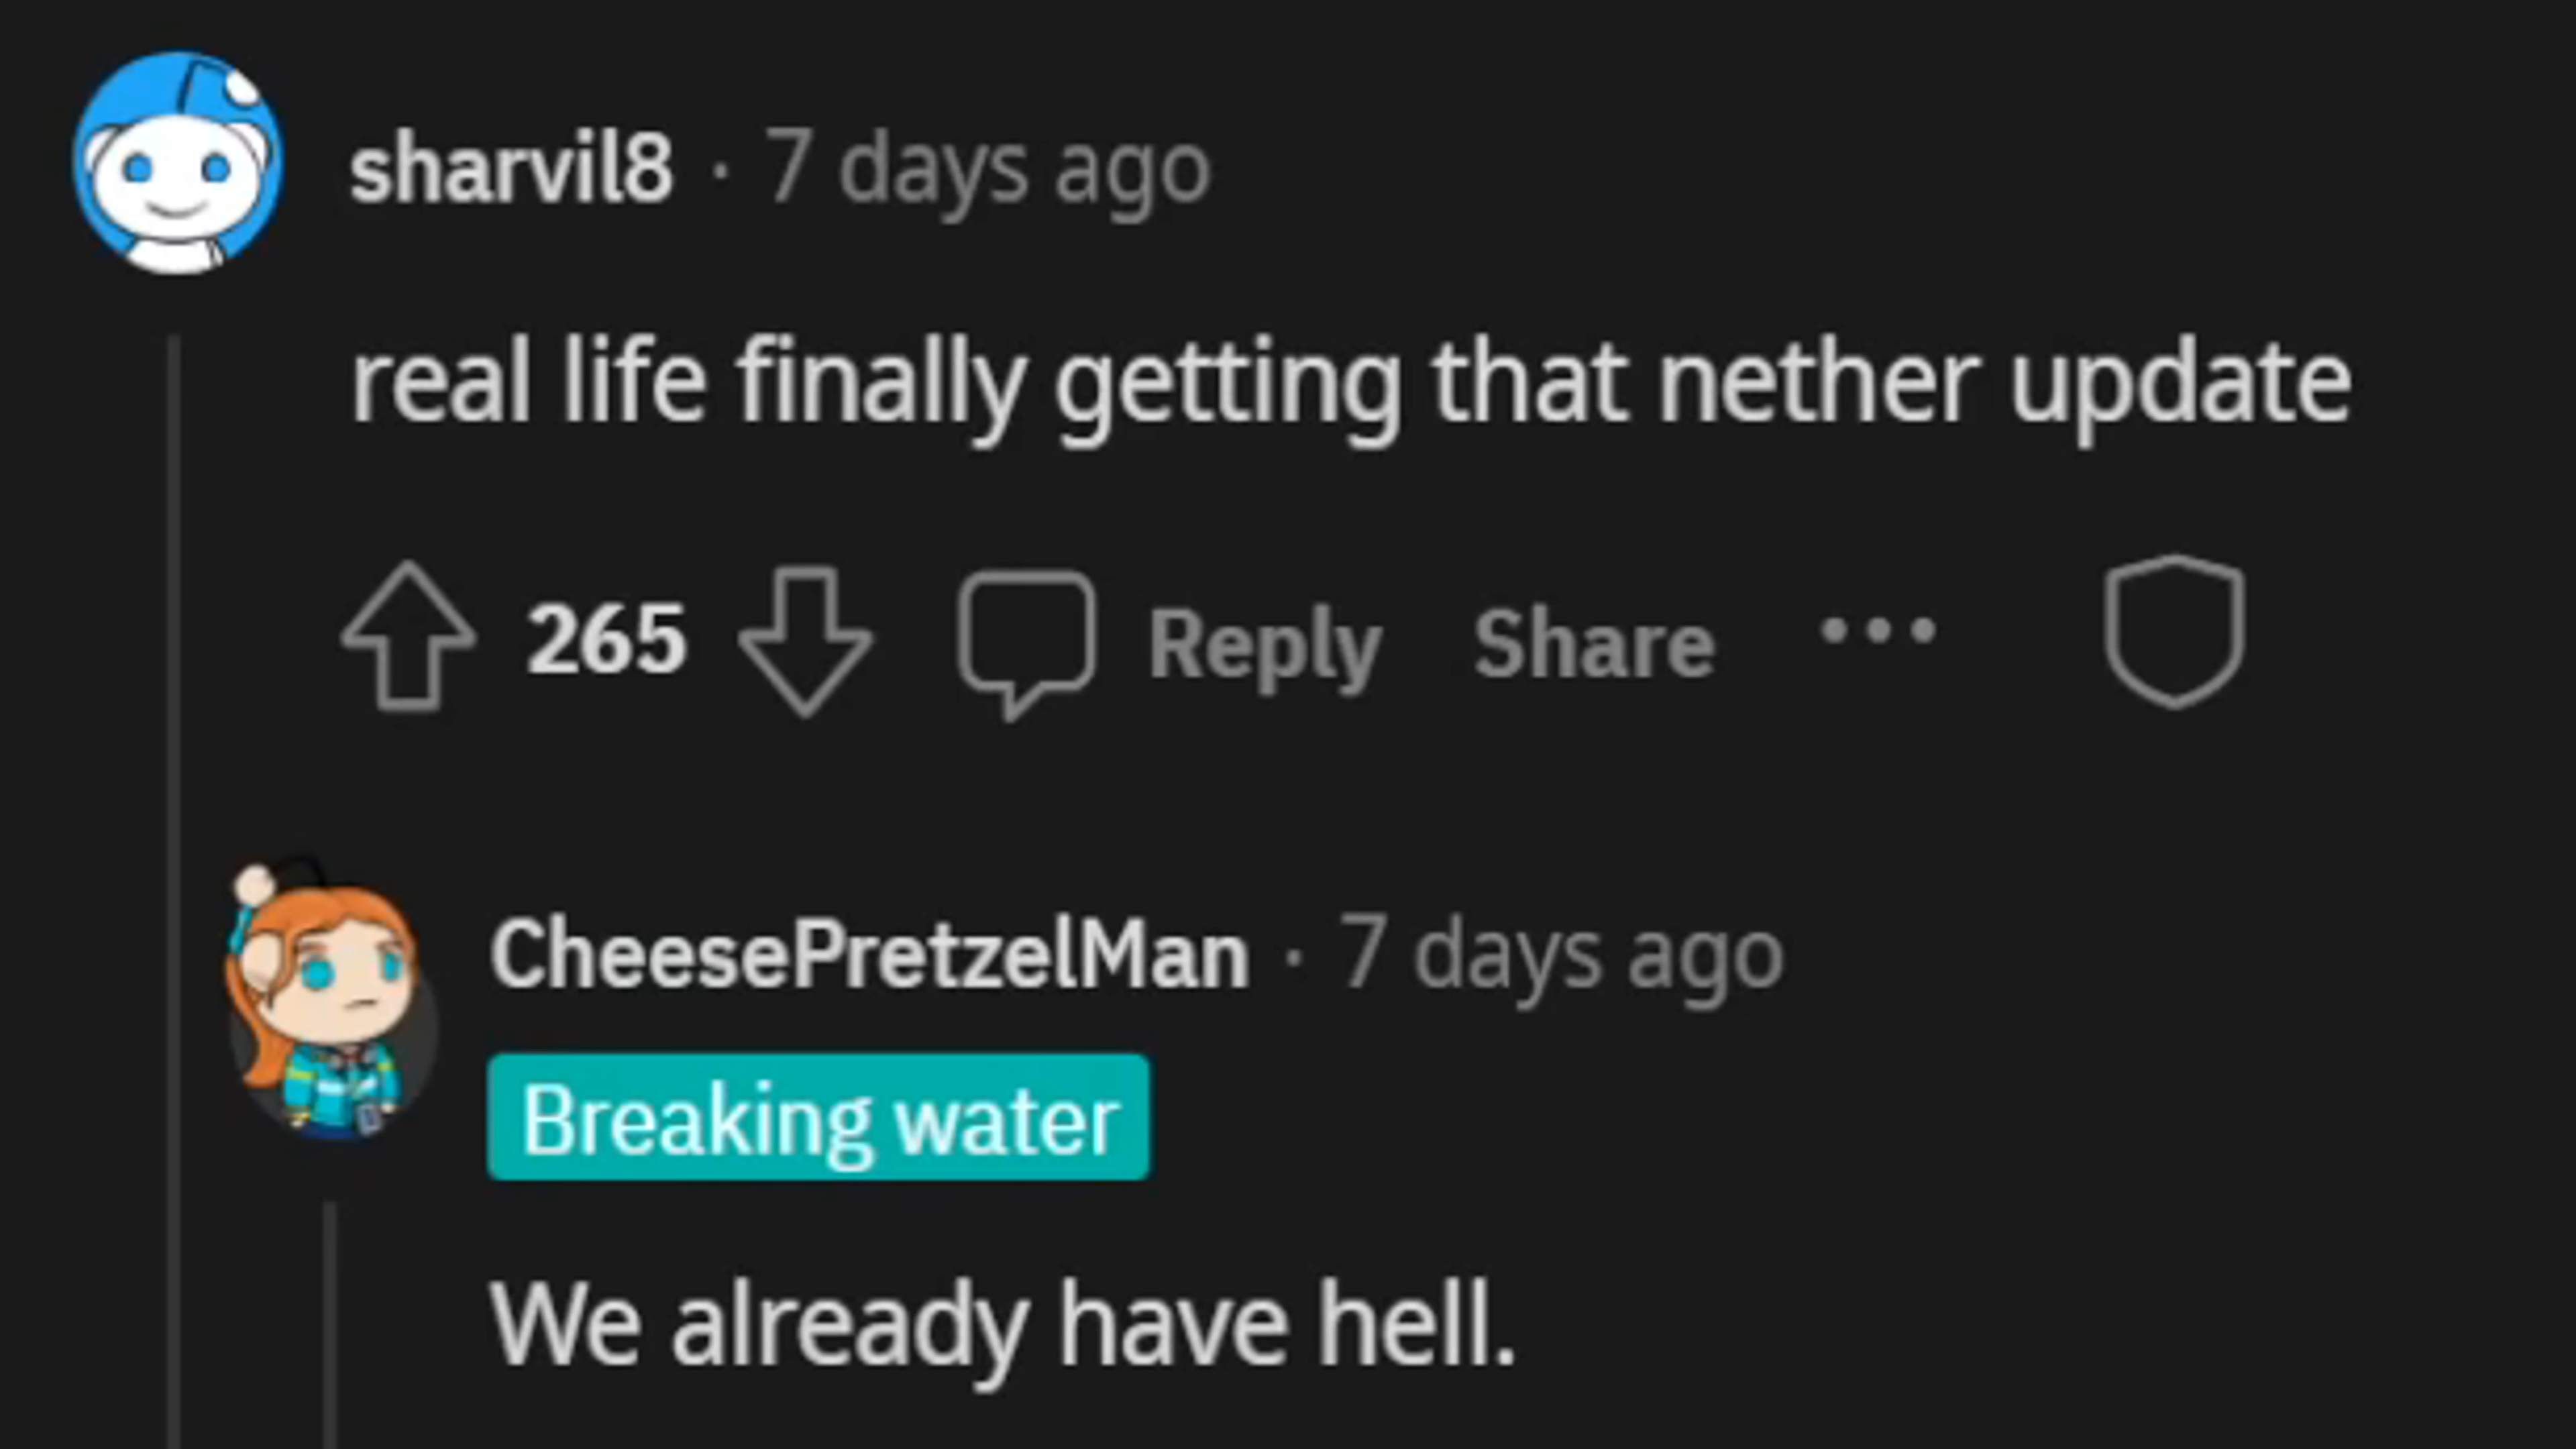 sharvil8 · 7 days ago
real life finally getting that nether update
265 Reply Share ...
CheesePretzelMan · 7 days ago
Breaking water
We already have hell.